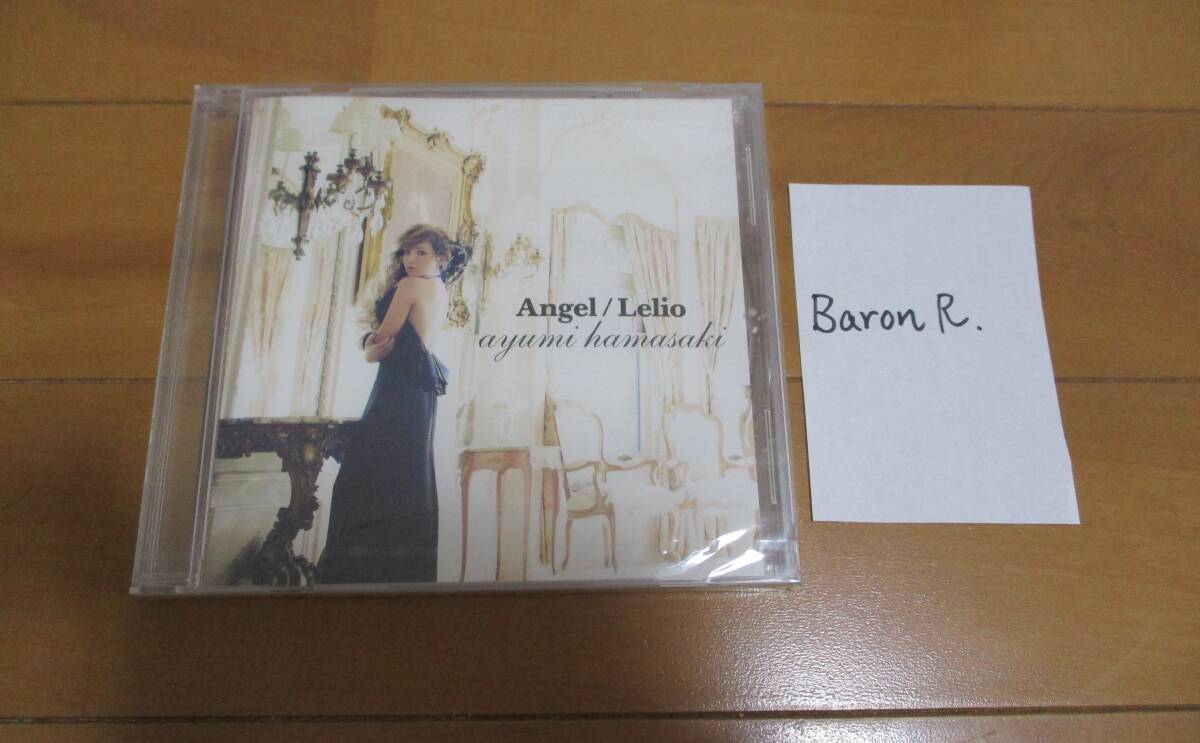 Angel / Lelio
ayumi hamasaki
Baron R.